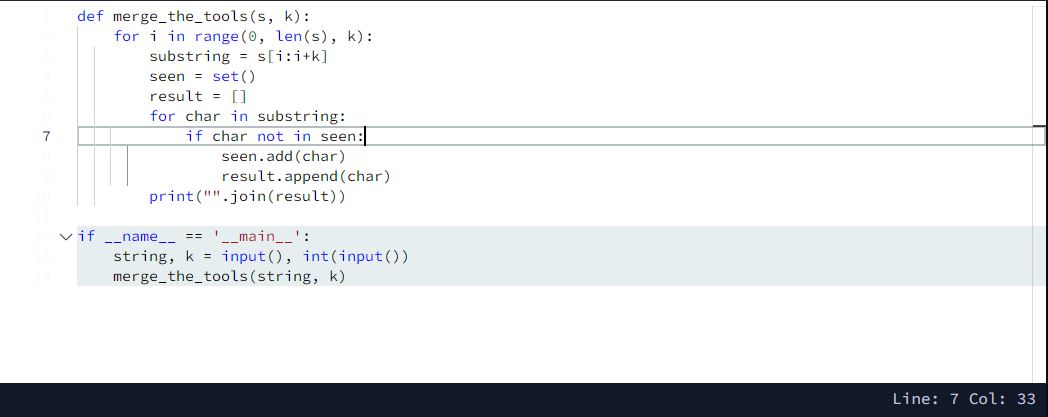 1 def merge_the_tools(s, k):
2     for i in range(0, len(s), k):
3         substring = s[i:i+k]
4         seen = set()
5         result = []
6         for char in substring:
7             if char not in seen:
8                 seen.add(char)
9                 result.append(char)
10         print("".join(result))
11
12 if __name__ == '__main__':
13     string, k = input(), int(input())
14     merge_the_tools(string, k)
Line: 7 Col: 33